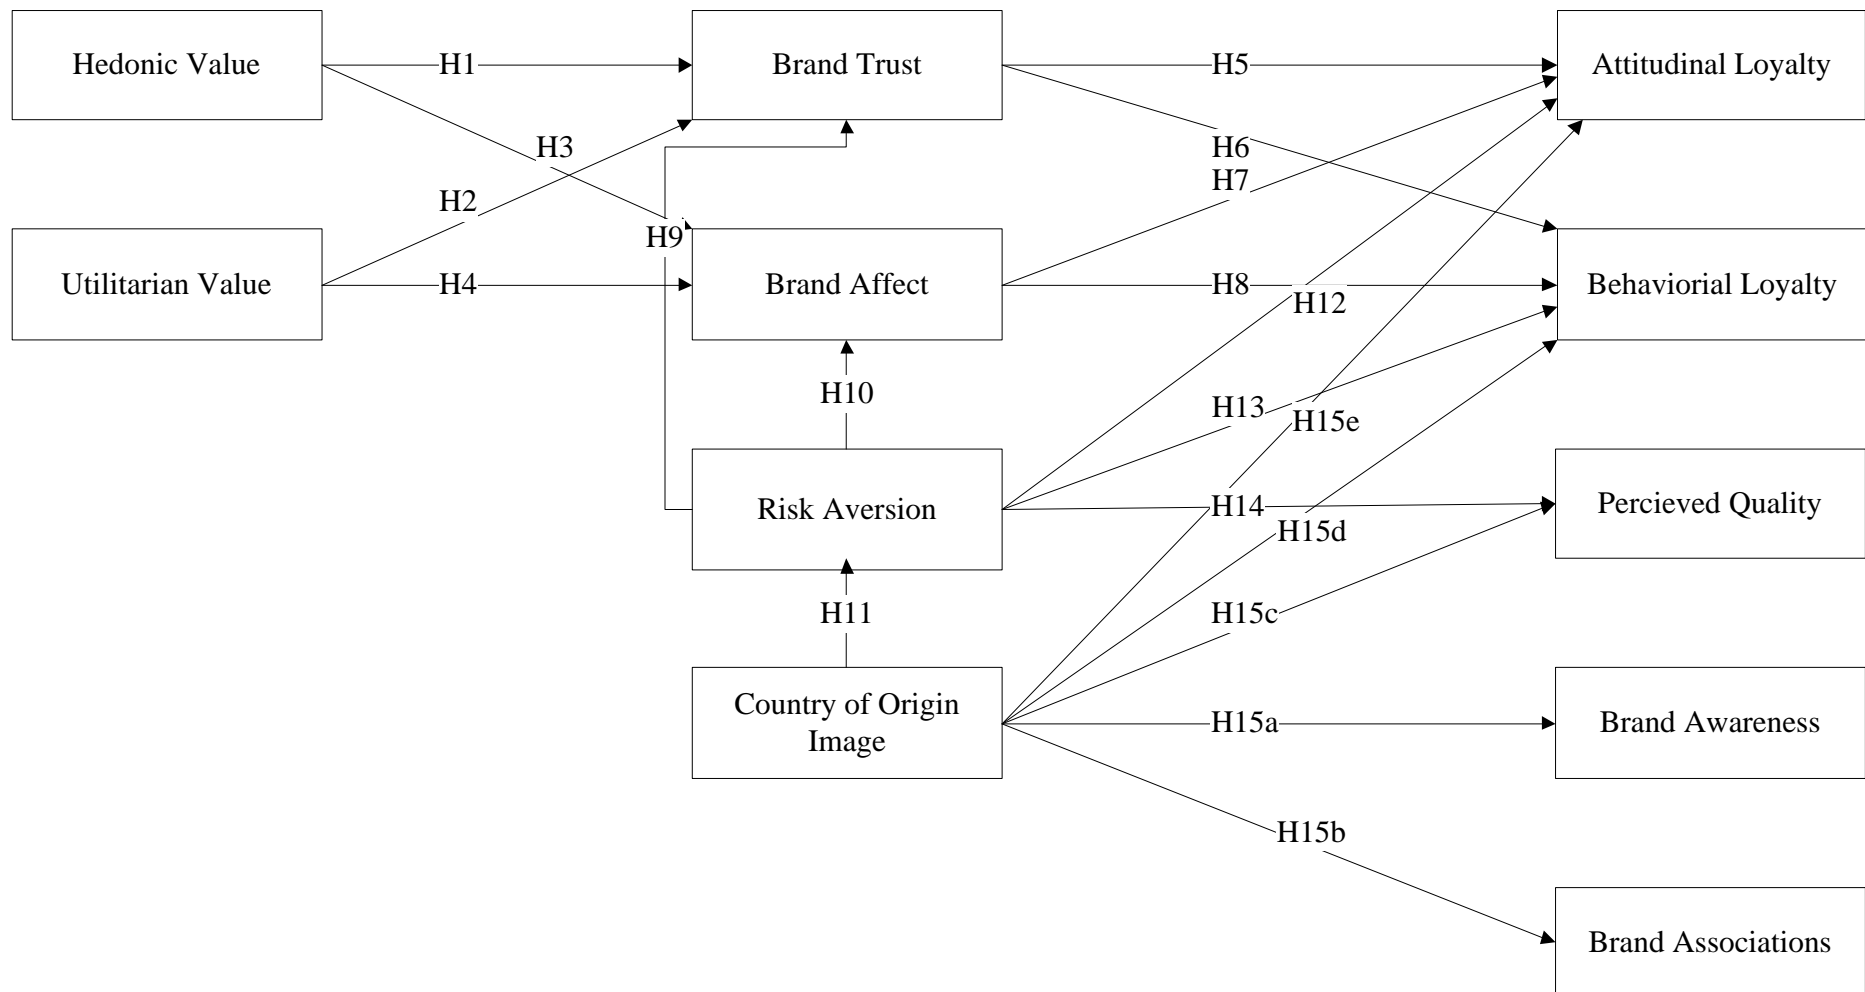 Hedonic Value
H1
Brand Trust
H5
Attitudinal Loyalty
H3
H6
H7
H2
H9
Utilitarian Value
H4
Brand Affect
H8
Behaviorial Loyalty
H12
H10
H13
H15e
Risk Aversion
H14
Percieved Quality
H15d
H11
H15c
Country of Origin
Image
H15a
Brand Awareness
H15b
Brand Associations